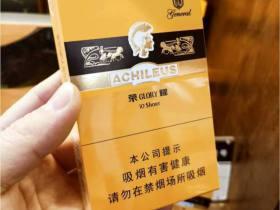 General
ACHILEUS
荣 GLORY 耀
10 Short
本公司提示
吸烟有害健康
请勿在禁烟场所吸烟